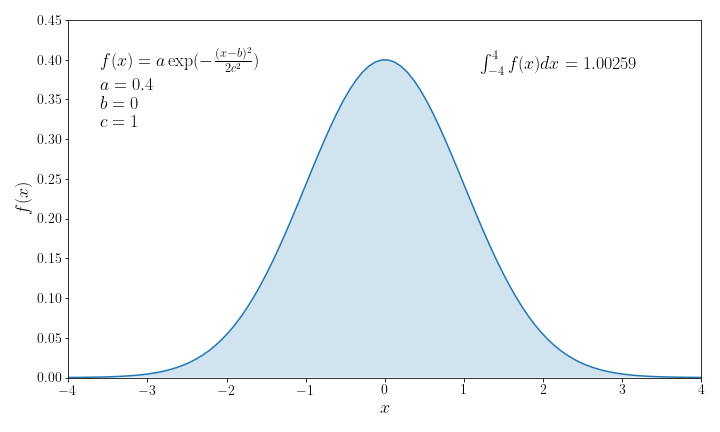 f(x) = a exp(−(x−b)²/2c²)
a = 0.4
b = 0
c = 1
∫₋₄⁴ f(x)dx = 1.00259
0.45
0.40
0.35
0.30
0.25
0.20
0.15
0.10
0.05
0.00
f(x)
−4 −3 −2 −1 0 1 2 3 4
x